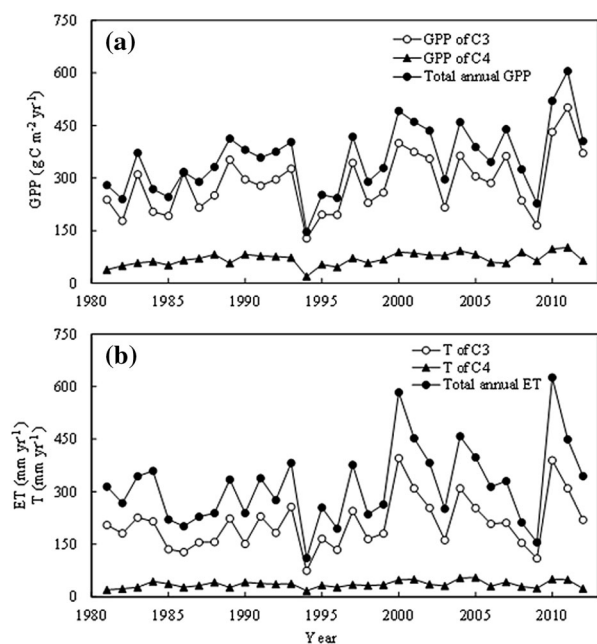 (a)
GPP of C3
GPP of C4
Total annual GPP
GPP (gC m⁻² yr⁻¹)
750
600
450
300
150
0
1980 1985 1990 1995 2000 2005 2010
(b)
T of C3
T of C4
Total annual ET
ET (mm yr⁻¹)
T (mm yr⁻¹)
750
600
450
300
150
0
1980 1985 1990 1995 2000 2005 2010
Year